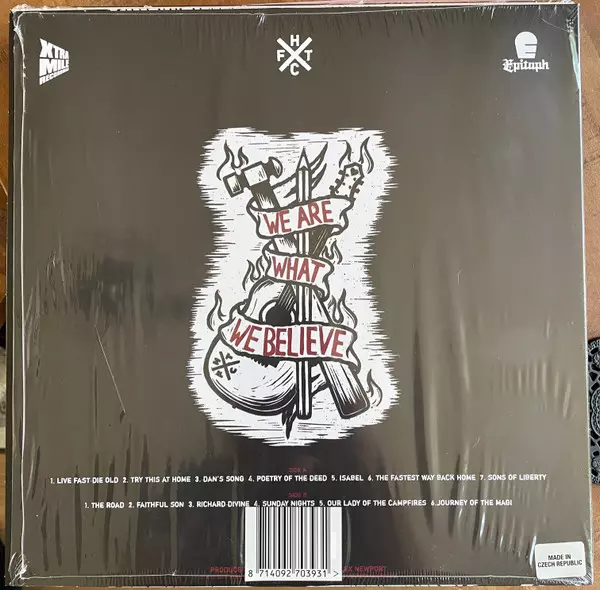 XTRA
MILE
RECORDINGS
H
F T
C
E
Epitaph
WE ARE
WHAT
WE BELIEVE
SIDE A
1. LIVE FAST DIE OLD 2. TRY THIS AT HOME 3. DAN'S SONG 4. POETRY OF THE DEED 5. ISABEL 6. THE FASTEST WAY BACK HOME 7. SONS OF LIBERTY
SIDE B
1. THE ROAD 2. FAITHFUL SON 3. RICHARD DIVINE 4. SUNDAY NIGHTS 5. OUR LADY OF THE CAMPFIRES 6.JOURNEY OF THE MAGI
PRODUCE NEWPORT
8 714092 703931 >
MADE IN
CZECH REPUBLIC